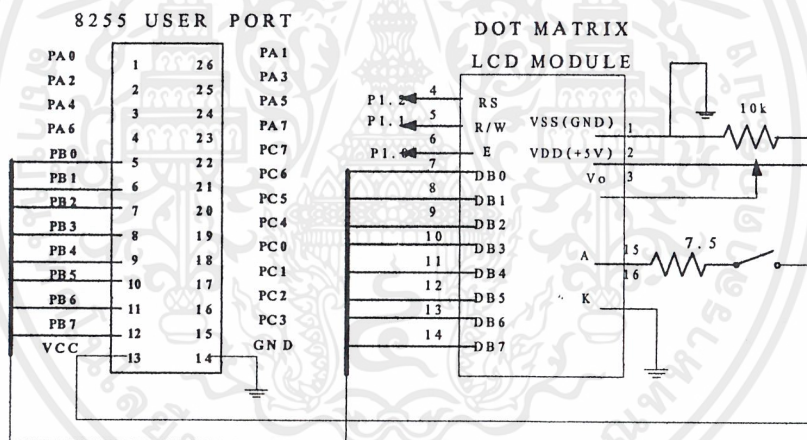 8255 USER PORT
PA0 1 26 PA1
PA2 2 25 PA3
PA4 3 24 PA5
PA6 4 23 PA7
PB0 5 22 PC7
PB1 6 21 PC6
PB2 7 20 PC5
PB3 8 19 PC4
PB4 9 18 PC0
PB5 10 17 PC1
PB6 11 16 PC2
PB7 12 15 PC3
VCC 13 14 GND
DOT MATRIX
LCD MODULE
P1.2 4 RS
P1.1 5 R/W
P1. 6 E
7 DB0
8 DB1
9 DB2
10 DB3
11 DB4
12 DB5
13 DB6
14 DB7
VSS(GND) 1
VDD(+5V) 2
Vo 3
10k
A 15 7.5
K 16